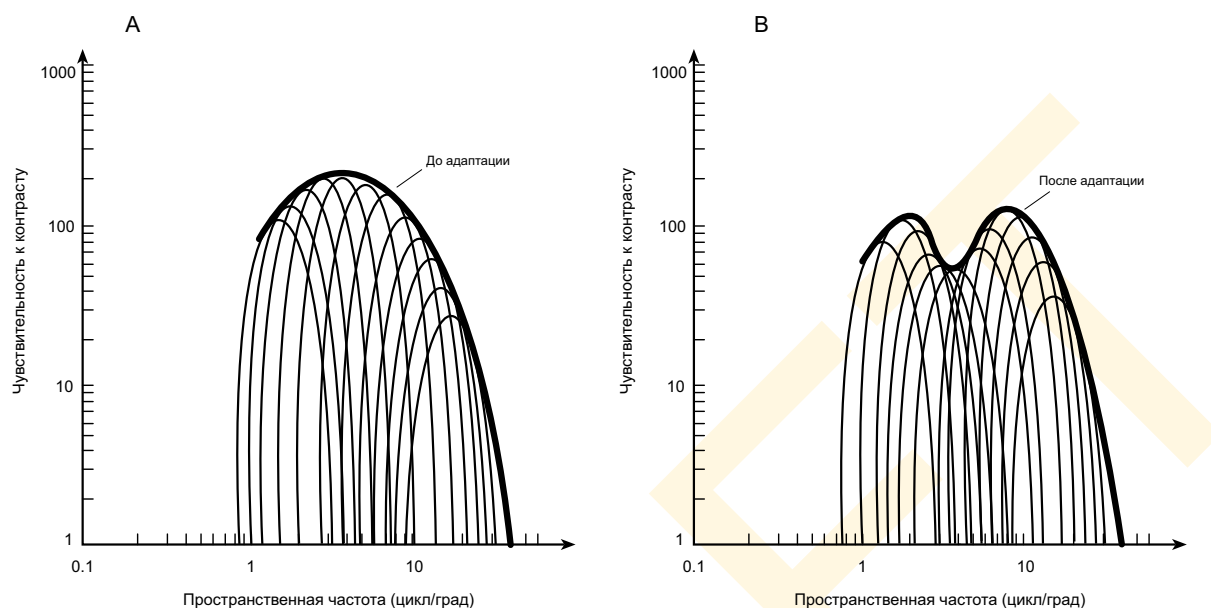 A
Чувствительность к контрасту
1000
100
10
1
0.1
1
10
До адаптации
Пространственная частота (цикл/град)
B
Чувствительность к контрасту
1000
100
10
1
0.1
1
10
После адаптации
Пространственная частота (цикл/град)